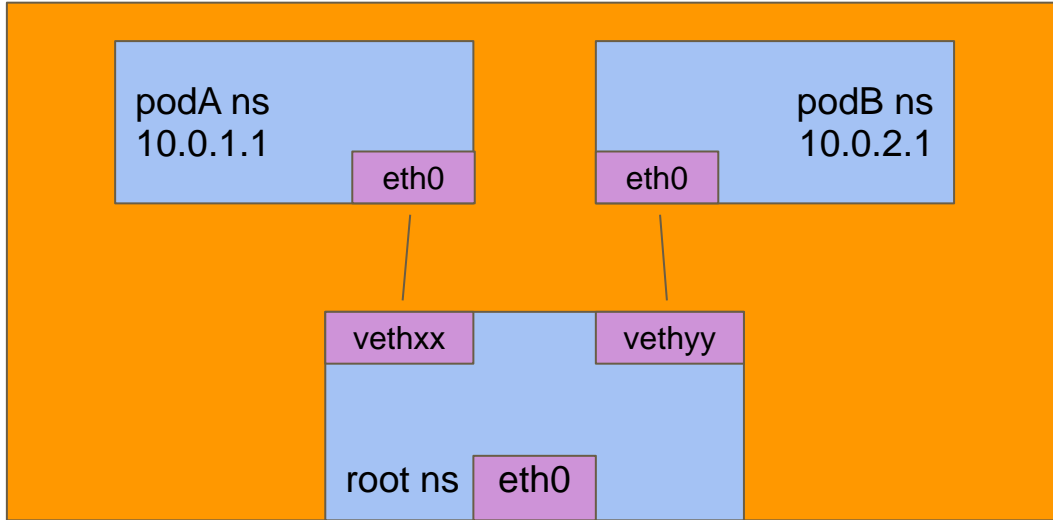 podA ns
10.0.1.1
eth0
podB ns
10.0.2.1
eth0
vethxx
vethyy
root ns
eth0